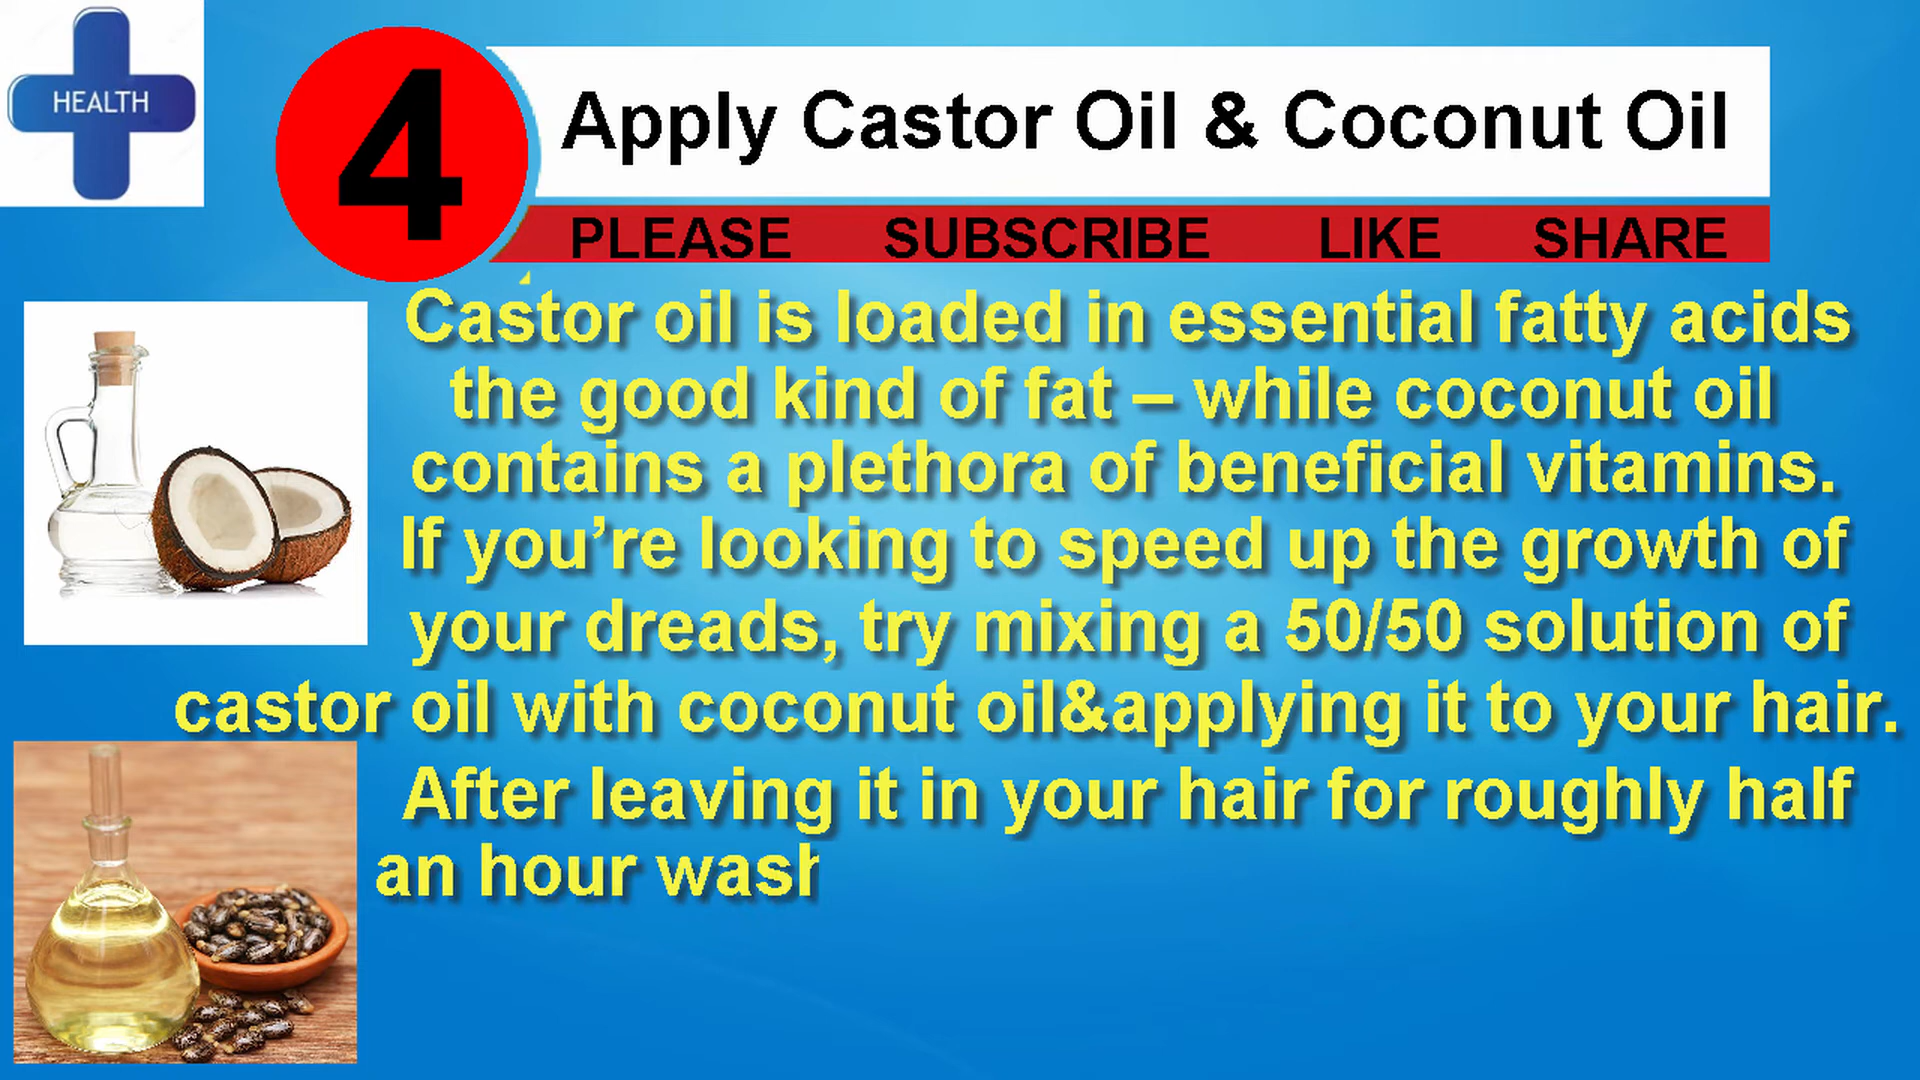 HEALTH
4
Apply Castor Oil & Coconut Oil
PLEASE SUBSCRIBE LIKE SHARE
Castor oil is loaded in essential fatty acids
the good kind of fat – while coconut oil
contains a plethora of beneficial vitamins.
If you’re looking to speed up the growth of
your dreads, try mixing a 50/50 solution of
castor oil with coconut oil&applying it to your hair.
After leaving it in your hair for roughly half
an hour wash